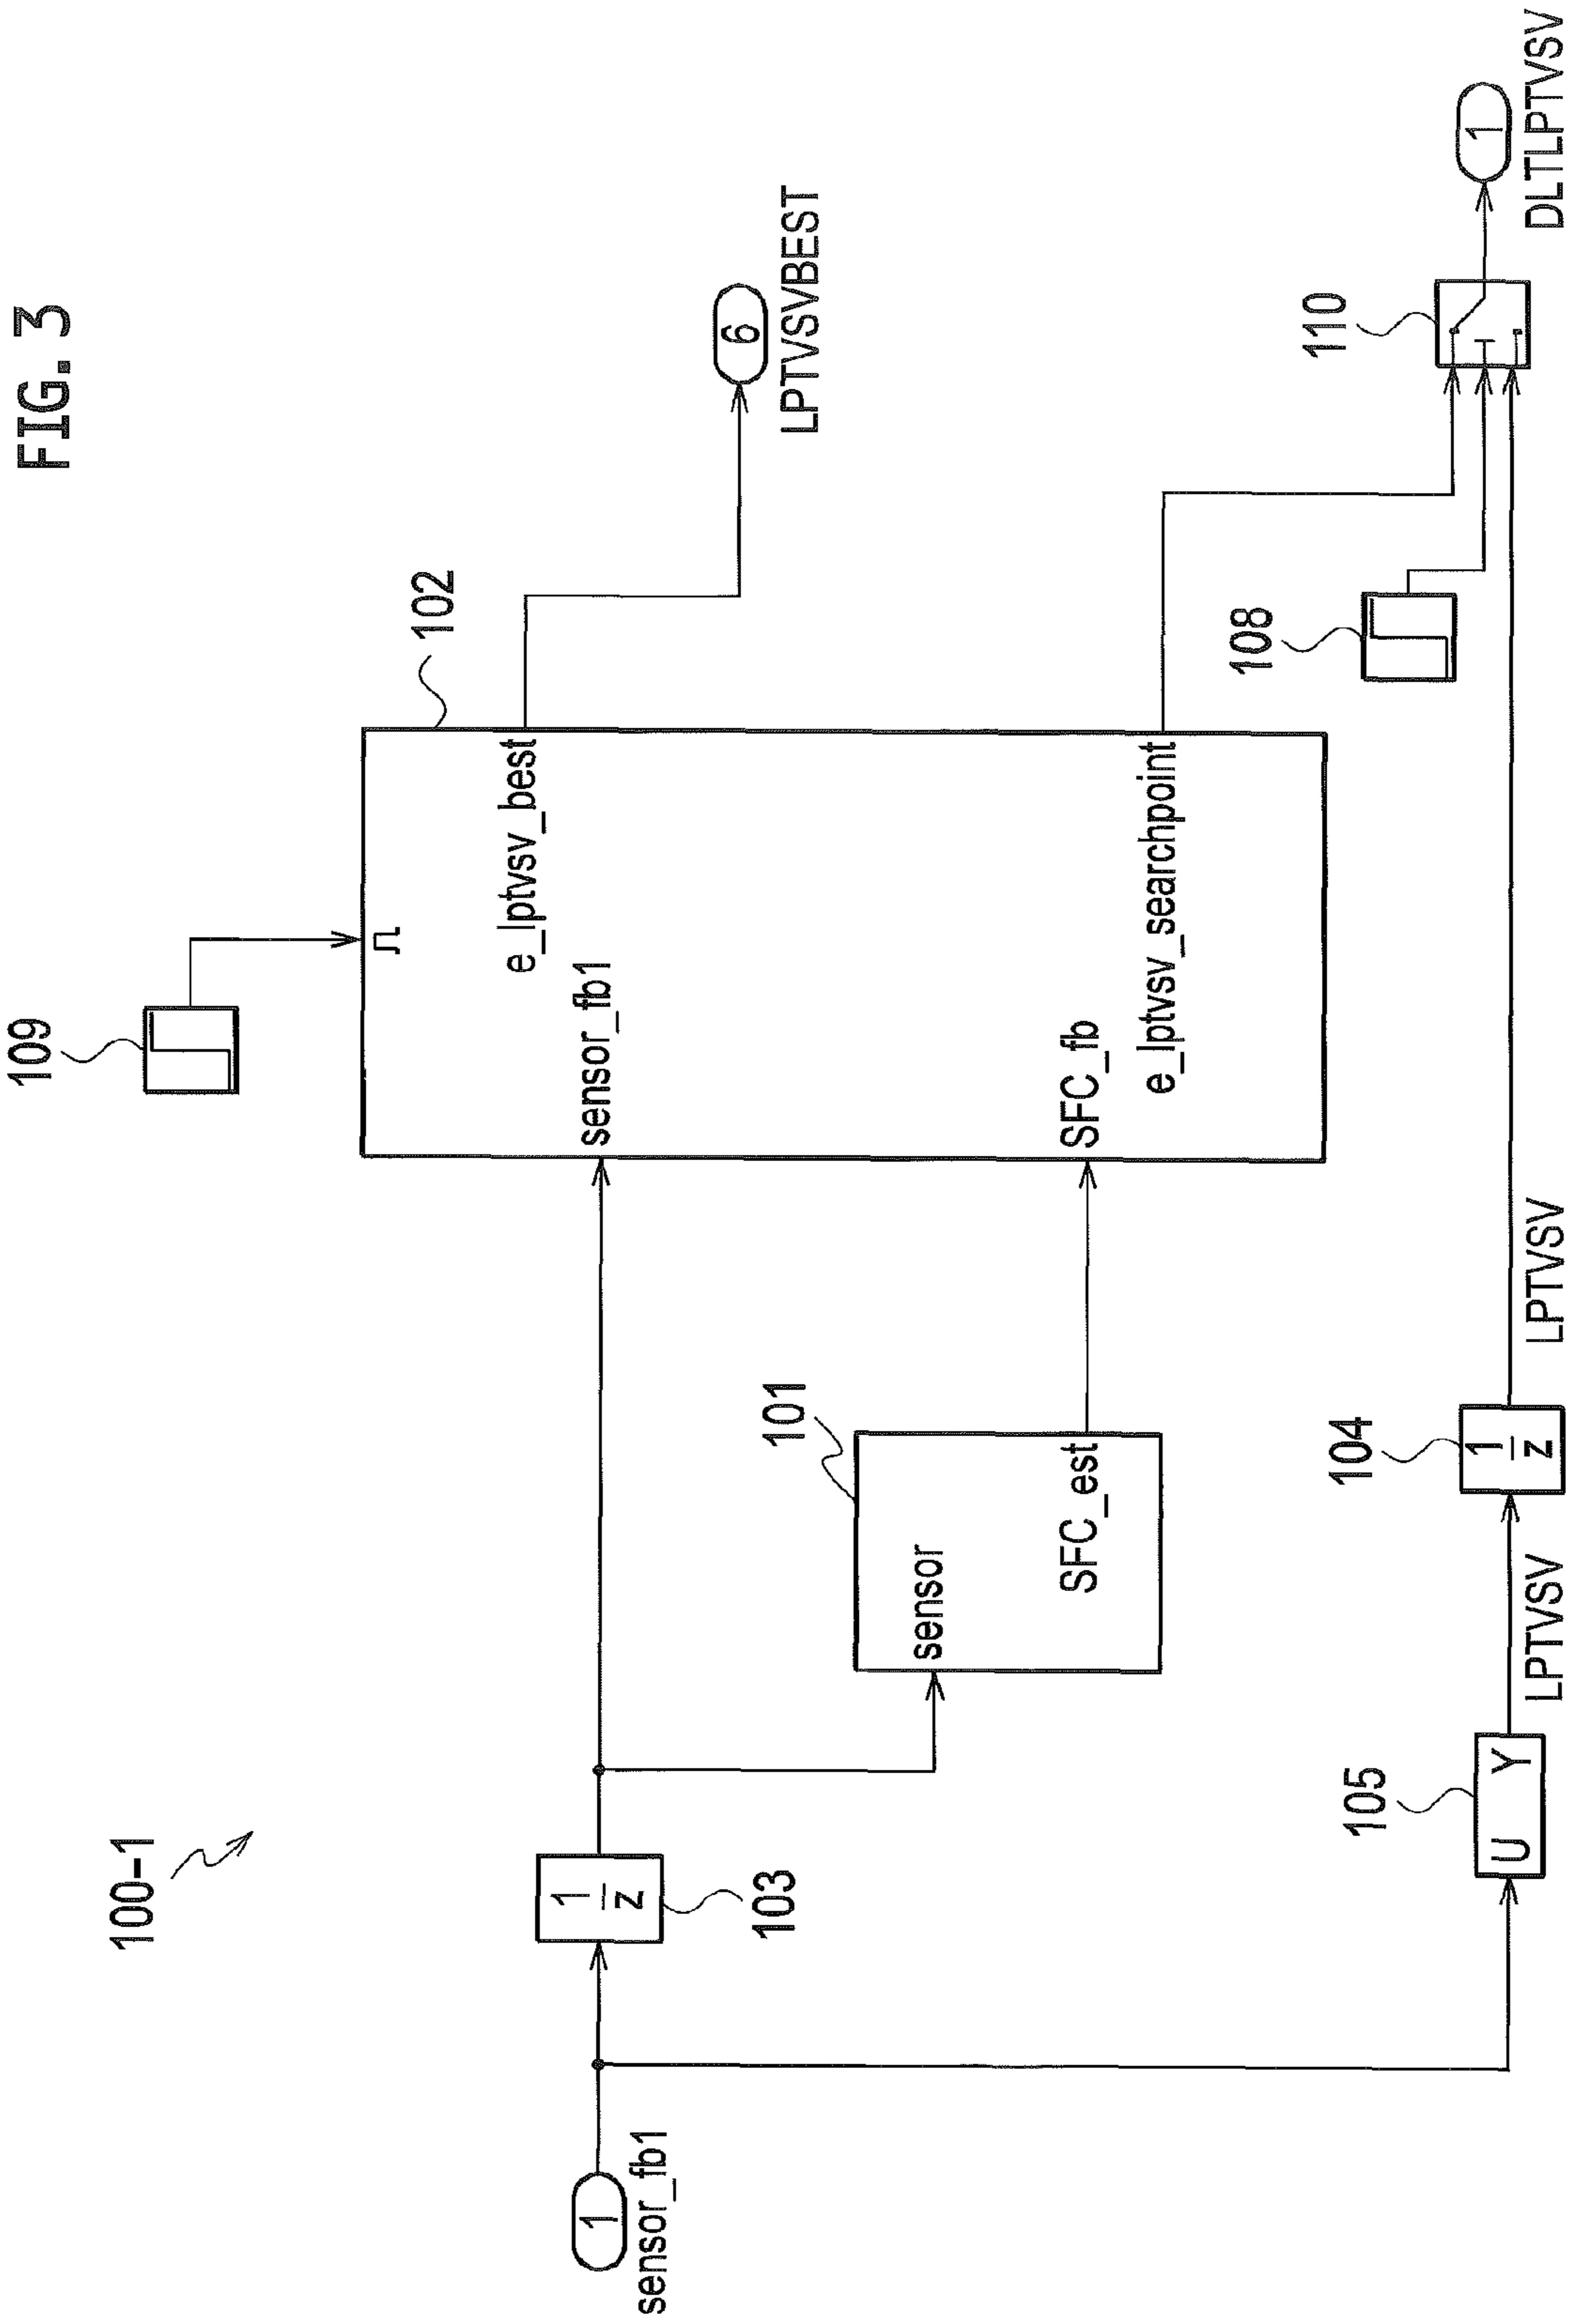 FIG. 3
100-1
109
102
e_lptvsv_best
sensor_fb1
SFC_fb
e_lptvsv_searchpoint
6
LPTVSVBEST
1
sensor_fb1
1
z
103
101
sensor
SFC_est
105
U Y
LPTVSV
104
1
z
LPTVSV
108
110
1
DLTLPTVSV